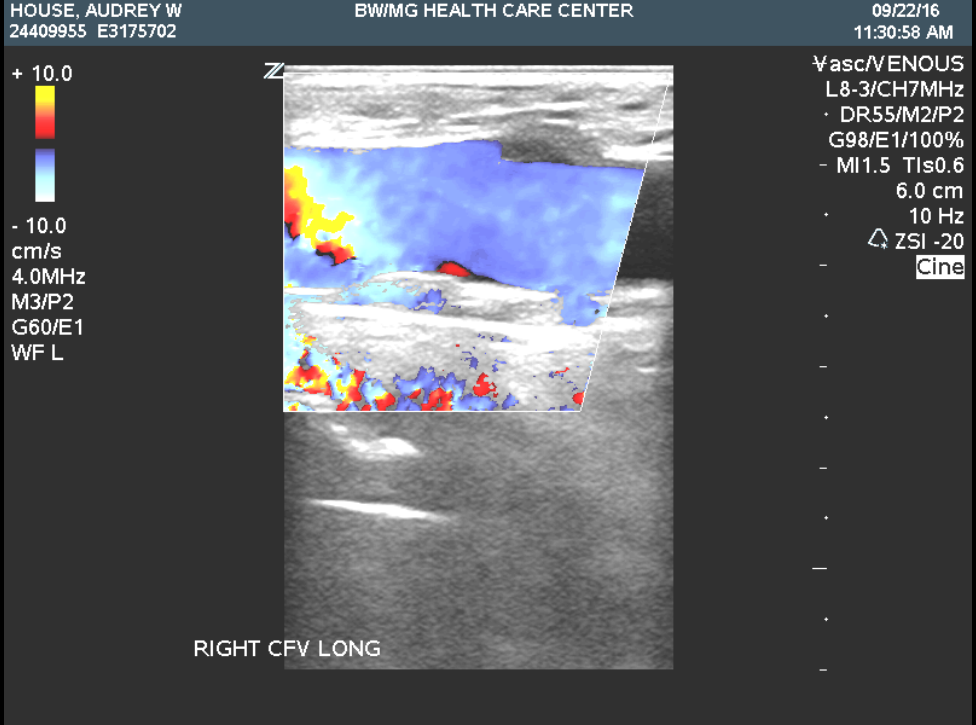 HOUSE, AUDREY W
24409955 E3175702
BW/MG HEALTH CARE CENTER
09/22/16
11:30:58 AM
+ 10.0
- 10.0
cm/s
4.0MHz
M3/P2
G60/E1
WF L
Z
Vasc/VENOUS
L8-3/CH7MHz
DR55/M2/P2
G98/E1/100%
MI1.5 TIs0.6
6.0 cm
10 Hz
ZSI -20
Cine
RIGHT CFV LONG